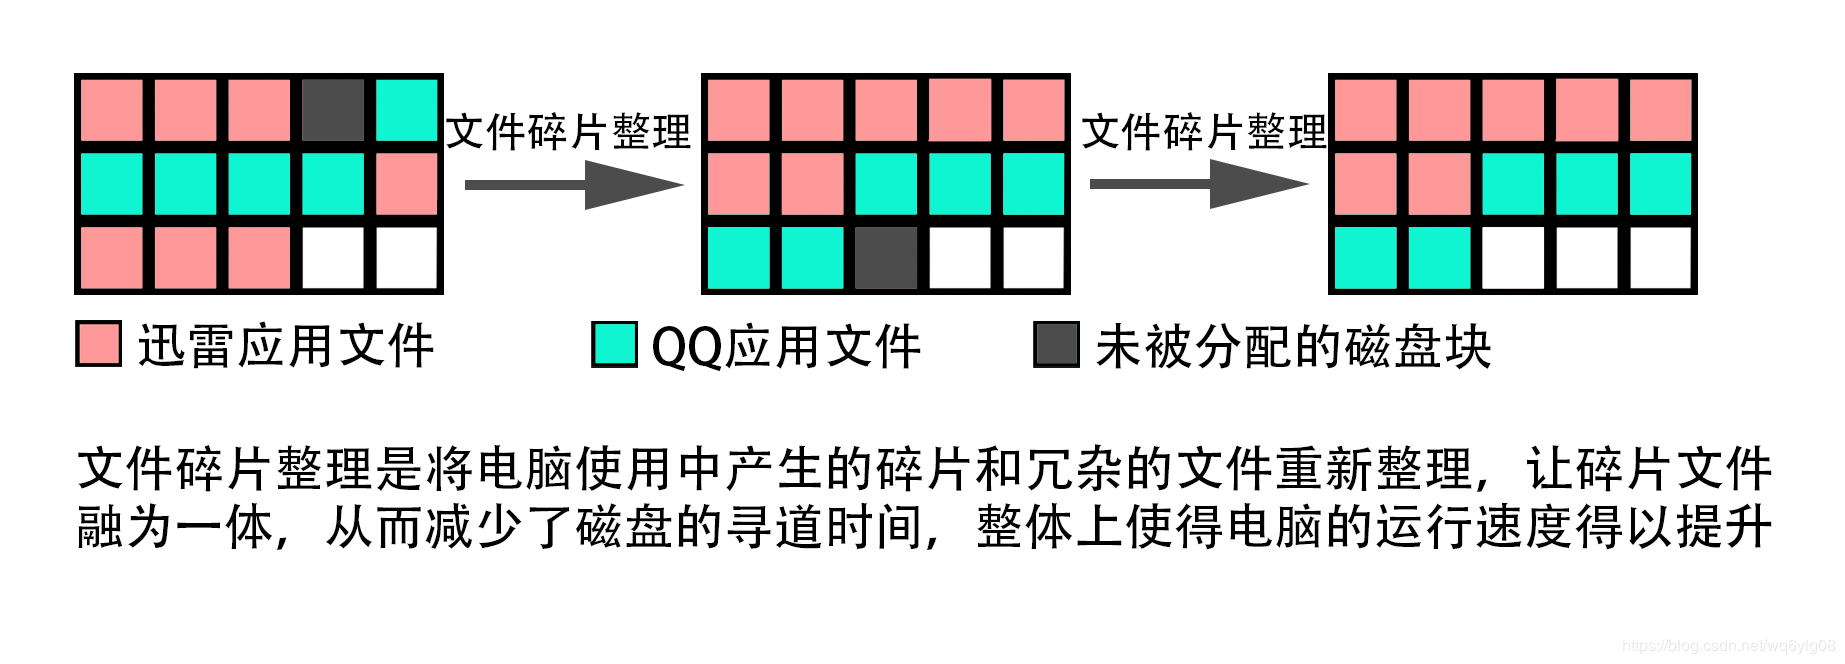 文件碎片整理
文件碎片整理
迅雷应用文件
QQ应用文件
未被分配的磁盘块
文件碎片整理是将电脑使用中产生的碎片和冗杂的文件重新整理，让碎片文件
融为一体，从而减少了磁盘的寻道时间，整体上使得电脑的运行速度得以提升
https://blog.csdn.net/wq6ylg08